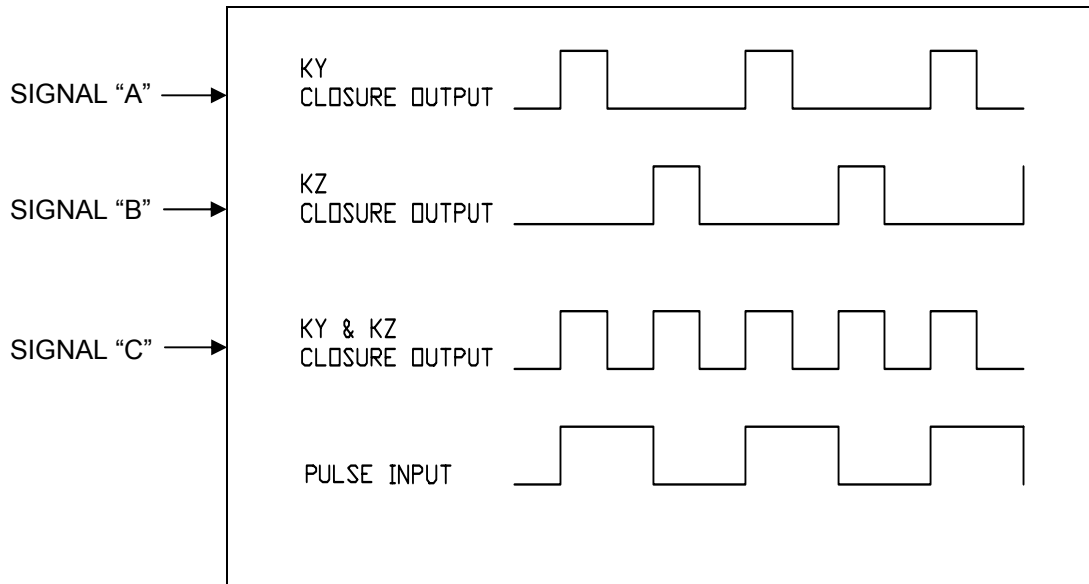 SIGNAL “A”
KY
CLOSURE OUTPUT
SIGNAL “B”
KZ
CLOSURE OUTPUT
SIGNAL “C”
KY & KZ
CLOSURE OUTPUT
PULSE INPUT